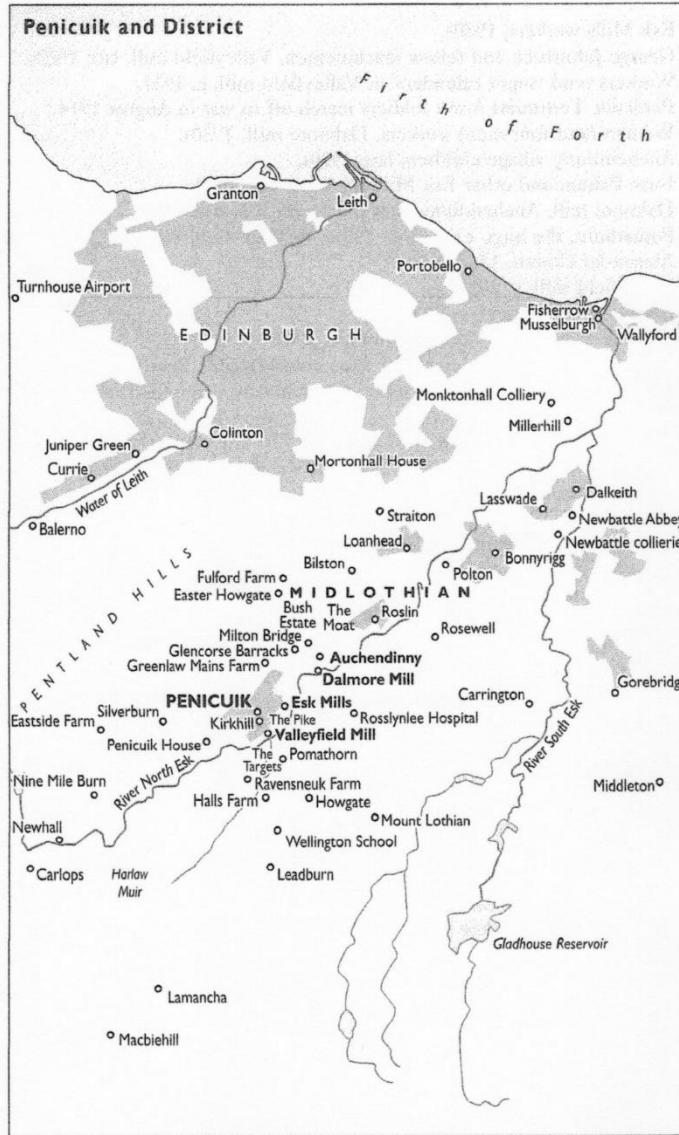 Penicuik and District
Firth of Forth
Granton
Leith
Portobello
Turnhouse Airport
EDINBURGH
Fisherrow
Musselburgh
Wallyford
Monktonhall Colliery
Millerhill
Colinton
Juniper Green
Currie
Mortonhall House
Water of Leith
Balerno
Straiton
Lasswade
Dalkeith
Newbattle Abbey
Loanhead
Newbattle collieries
Bonnyrigg
Bilston
Polton
PENTLAND HILLS
Fulford Farm
Easter Howgate
MIDLOTHIAN
Bush
Estate
The
Moat
Roslin
Milton Bridge
Rosewell
Glencorse Barracks
Auchendinny
Greenlaw Mains Farm
Dalmore Mill
PENICUIK
Esk Mills
Carrington
Gorebridge
Silverburn
Kirkhill
The Pike
Rosslynlee Hospital
Eastside Farm
Valleyfield Mill
Penicuik House
River South Esk
The
Targets
Pomathorn
River North Esk
Nine Mile Burn
Ravensneuk Farm
Middleton
Halls Farm
Howgate
Mount Lothian
Newhall
Wellington School
Carlops
Harlaw
Muir
Leadburn
Gladhouse Reservoir
Lamancha
Macbiehill